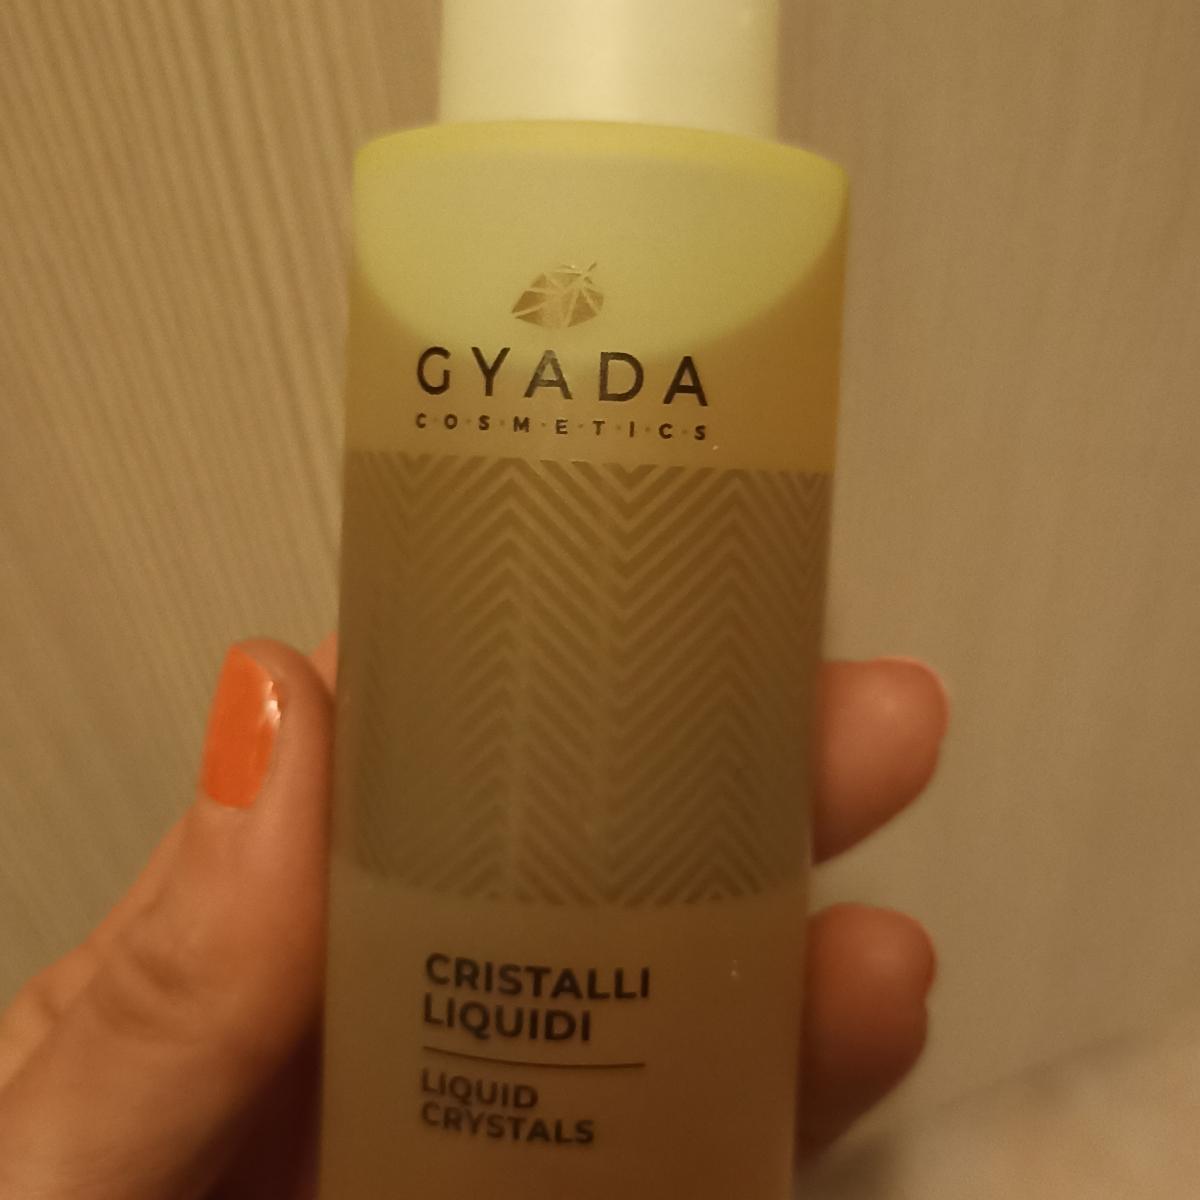 GYADA
COSMETICS
CRISTALLI
LIQUIDI
LIQUID
CRYSTALS